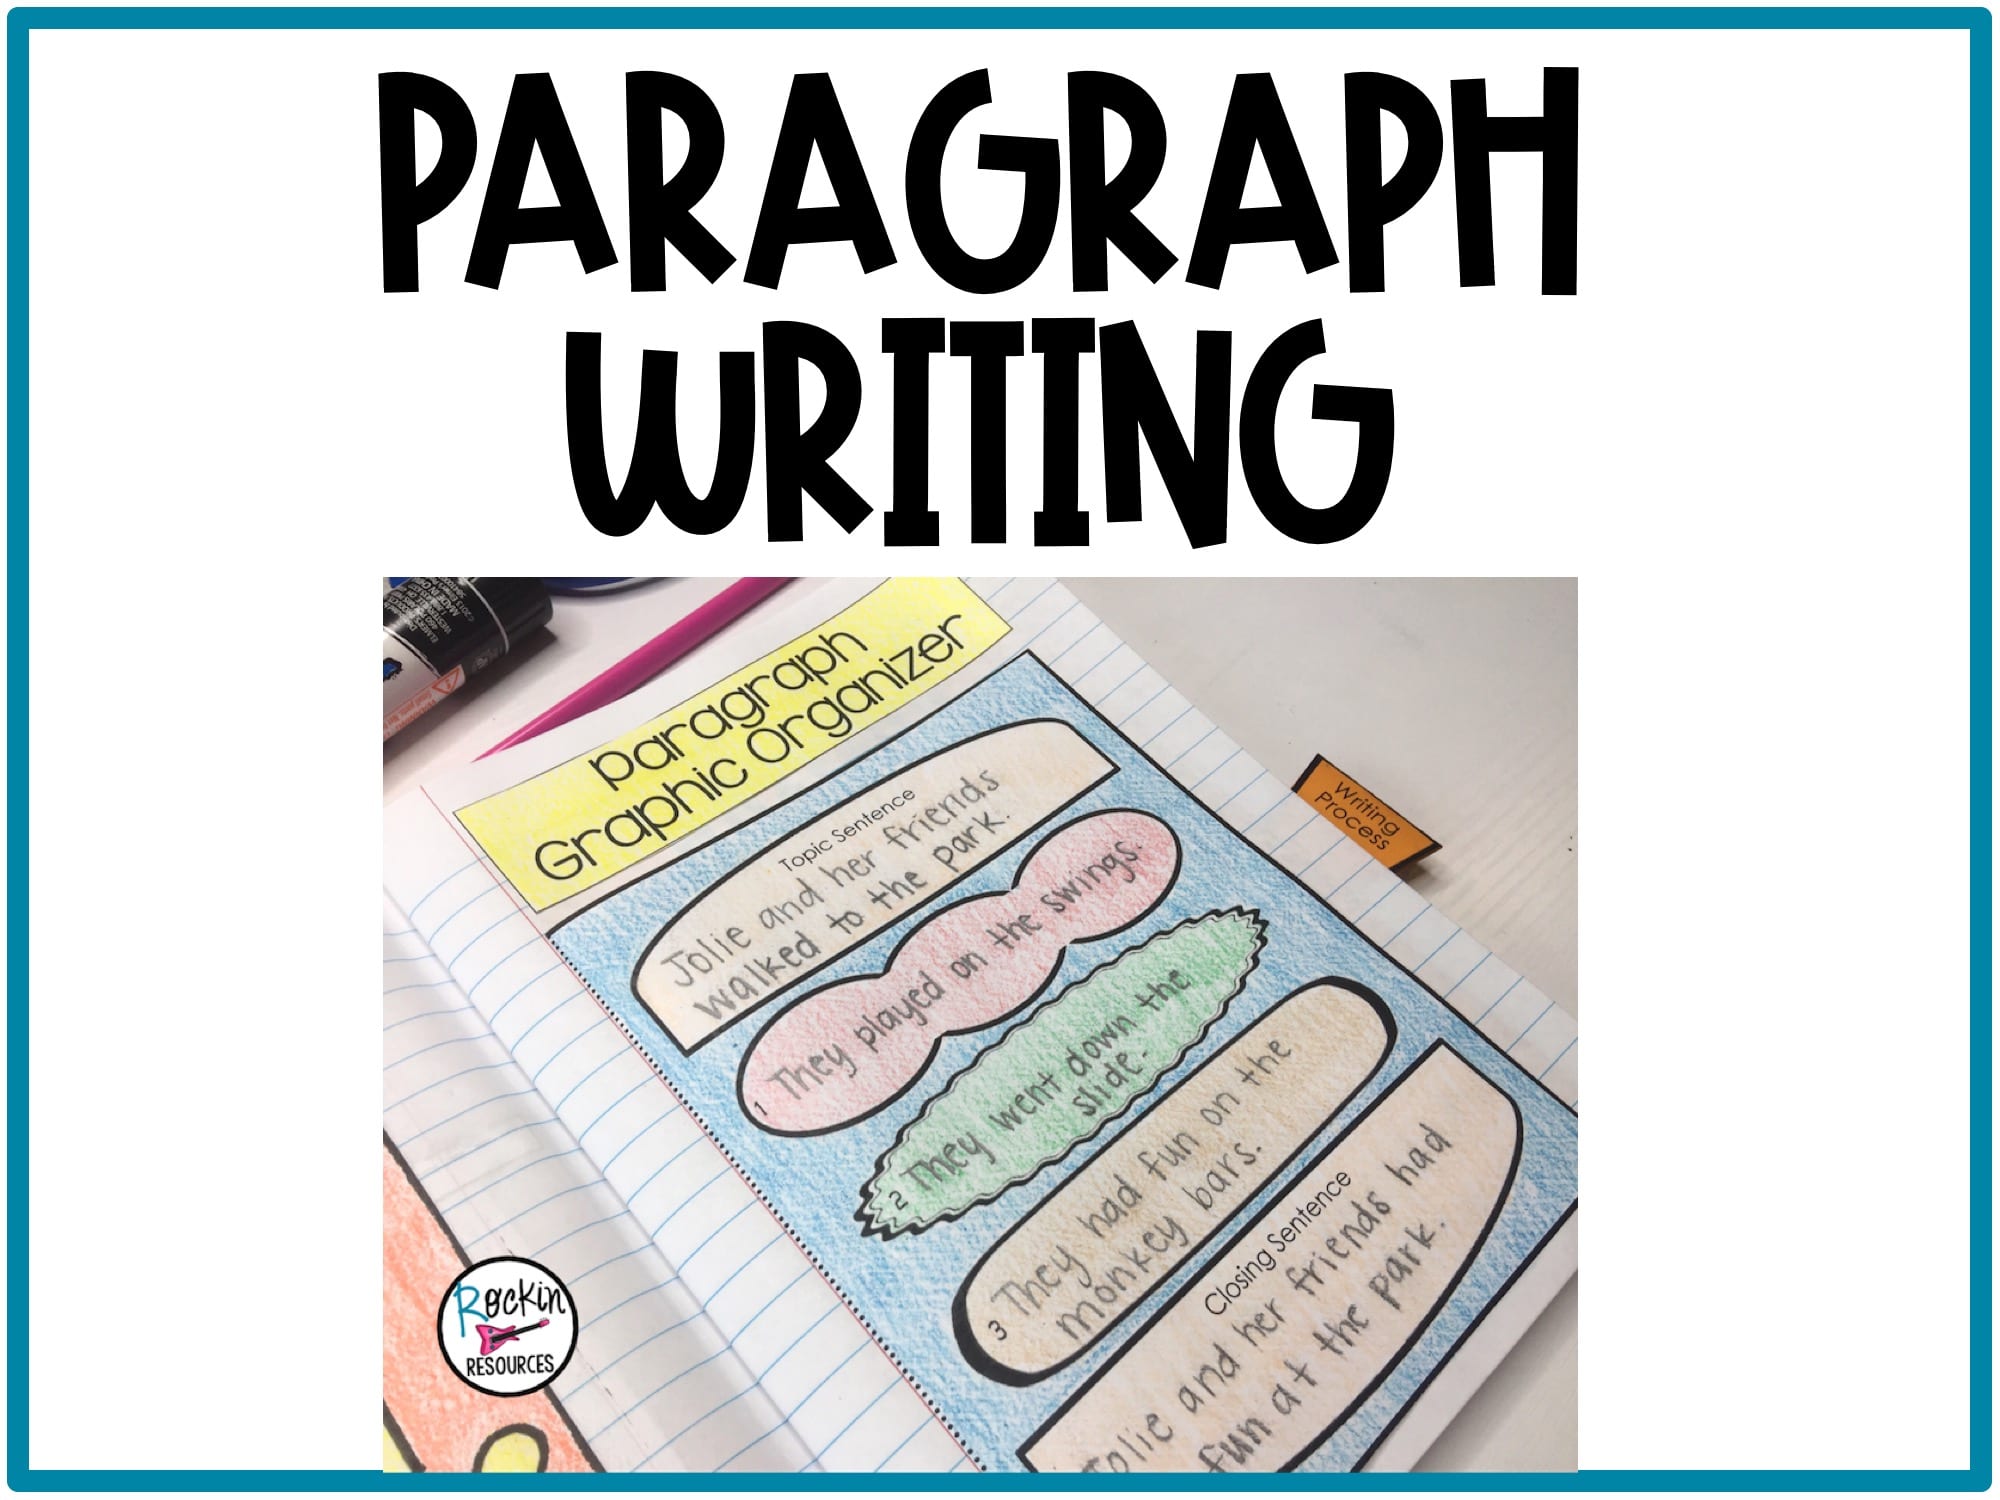 PARAGRAPH
WRITING
Paragraph
Graphic Organizer
Topic Sentence
Jolie and her friends
walked to the park.
1 They played on the swings.
2 They went down the
slide.
3 They had fun on the
monkey bars.
Closing Sentence
Jolie and her friends had
fun at the park.
Writing
Process
Rockin
RESOURCES